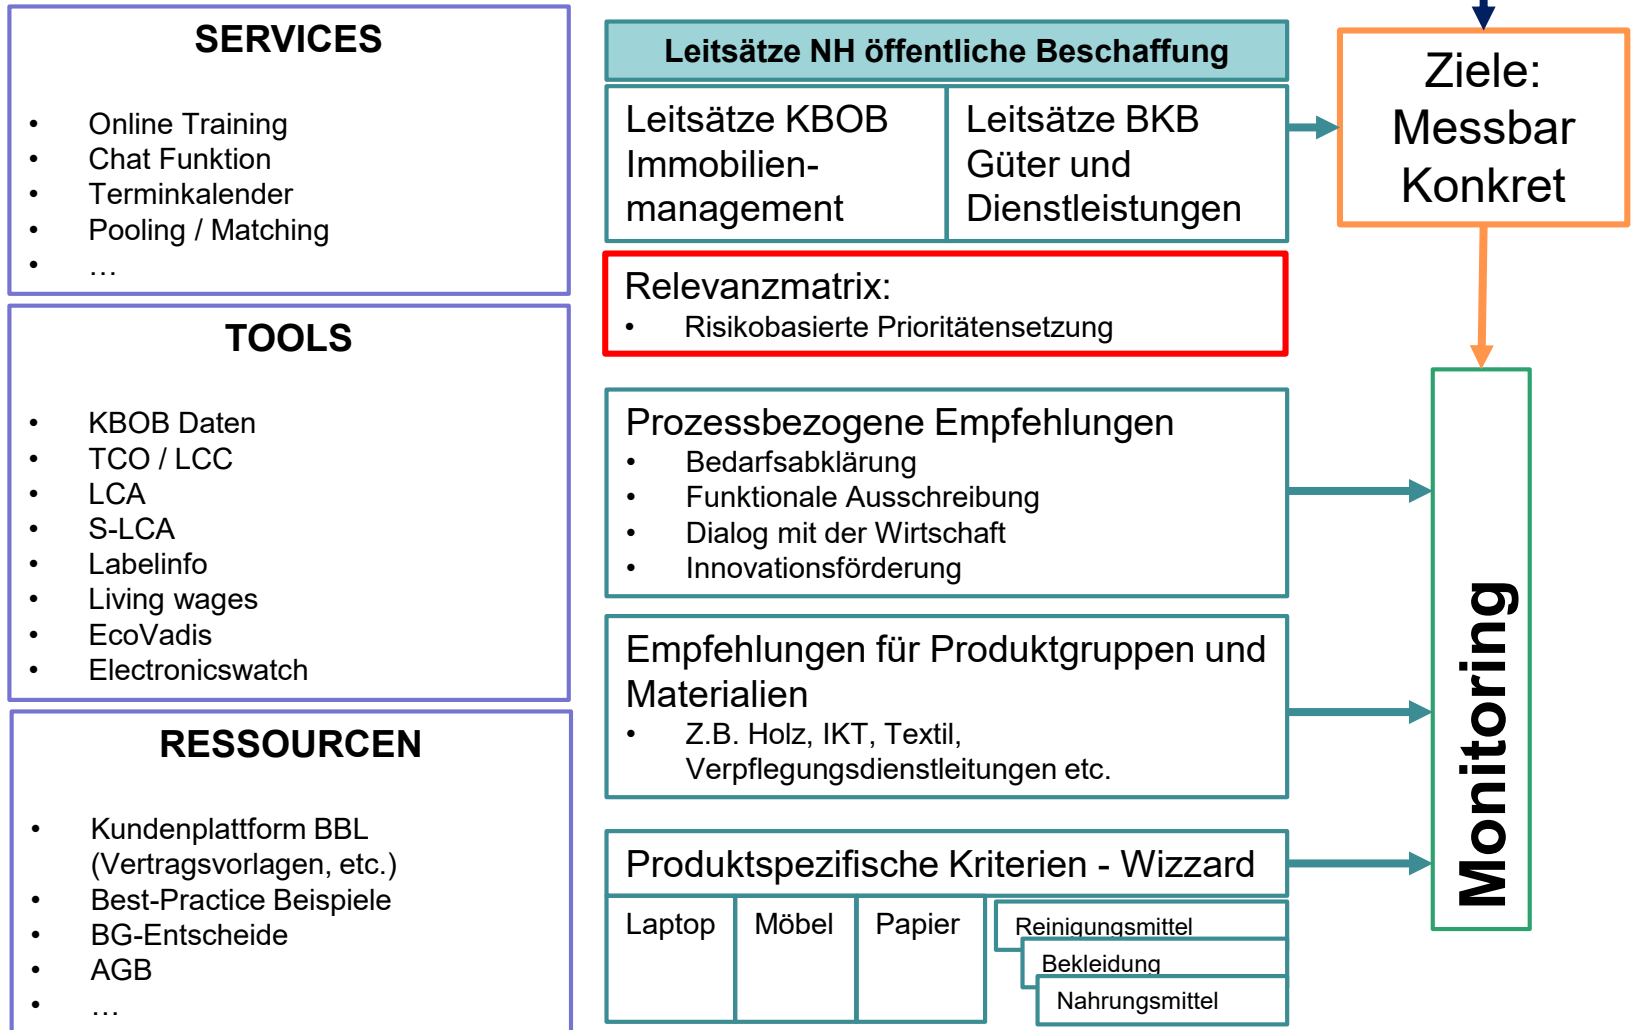 SERVICES
• Online Training
• Chat Funktion
• Terminkalender
• Pooling / Matching
• …
TOOLS
• KBOB Daten
• TCO / LCC
• LCA
• S-LCA
• Labelinfo
• Living wages
• EcoVadis
• Electronicswatch
RESSOURCEN
• Kundenplattform BBL
(Vertragsvorlagen, etc.)
• Best-Practice Beispiele
• BG-Entscheide
• AGB
• …
Leitsätze NH öffentliche Beschaffung
Leitsätze KBOB
Immobilien-
management
Leitsätze BKB
Güter und
Dienstleistungen
Relevanzmatrix:
• Risikobasierte Prioritätensetzung
Prozessbezogene Empfehlungen
• Bedarfsabklärung
• Funktionale Ausschreibung
• Dialog mit der Wirtschaft
• Innovationsförderung
Empfehlungen für Produktgruppen und
Materialien
• Z.B. Holz, IKT, Textil,
Verpflegungsdienstleitungen etc.
Produktspezifische Kriterien - Wizzard
Laptop
Möbel
Papier
Reinigungsmittel
Bekleidung
Nahrungsmittel
Ziele:
Messbar
Konkret
Monitoring